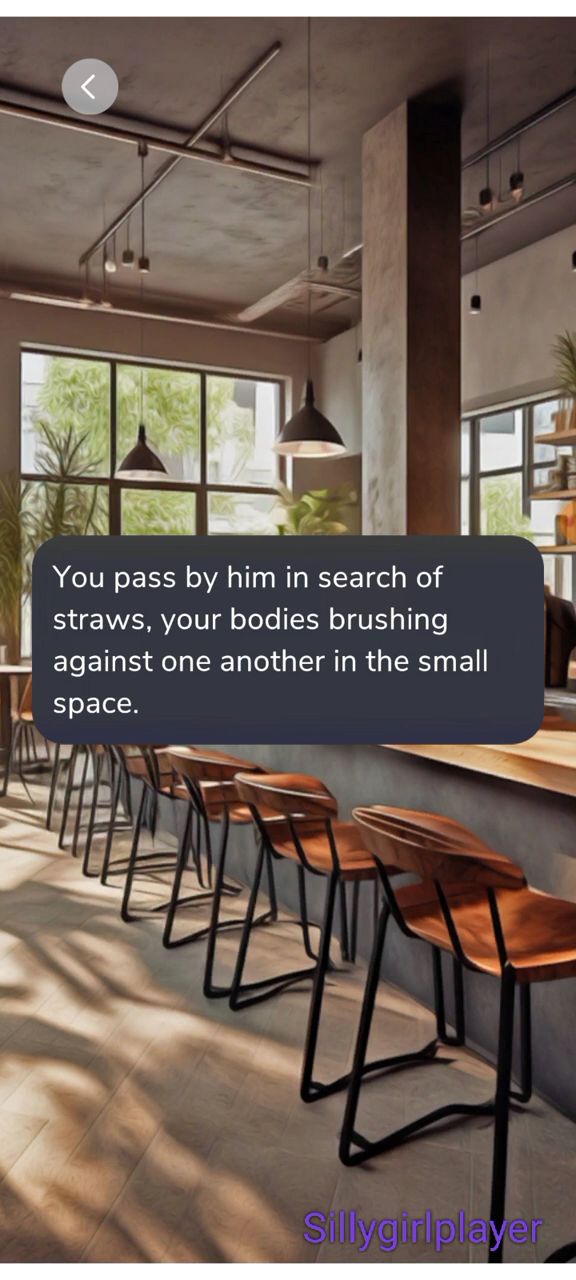 You pass by him in search of
straws, your bodies brushing
against one another in the small
space.
Sillygirlplayer